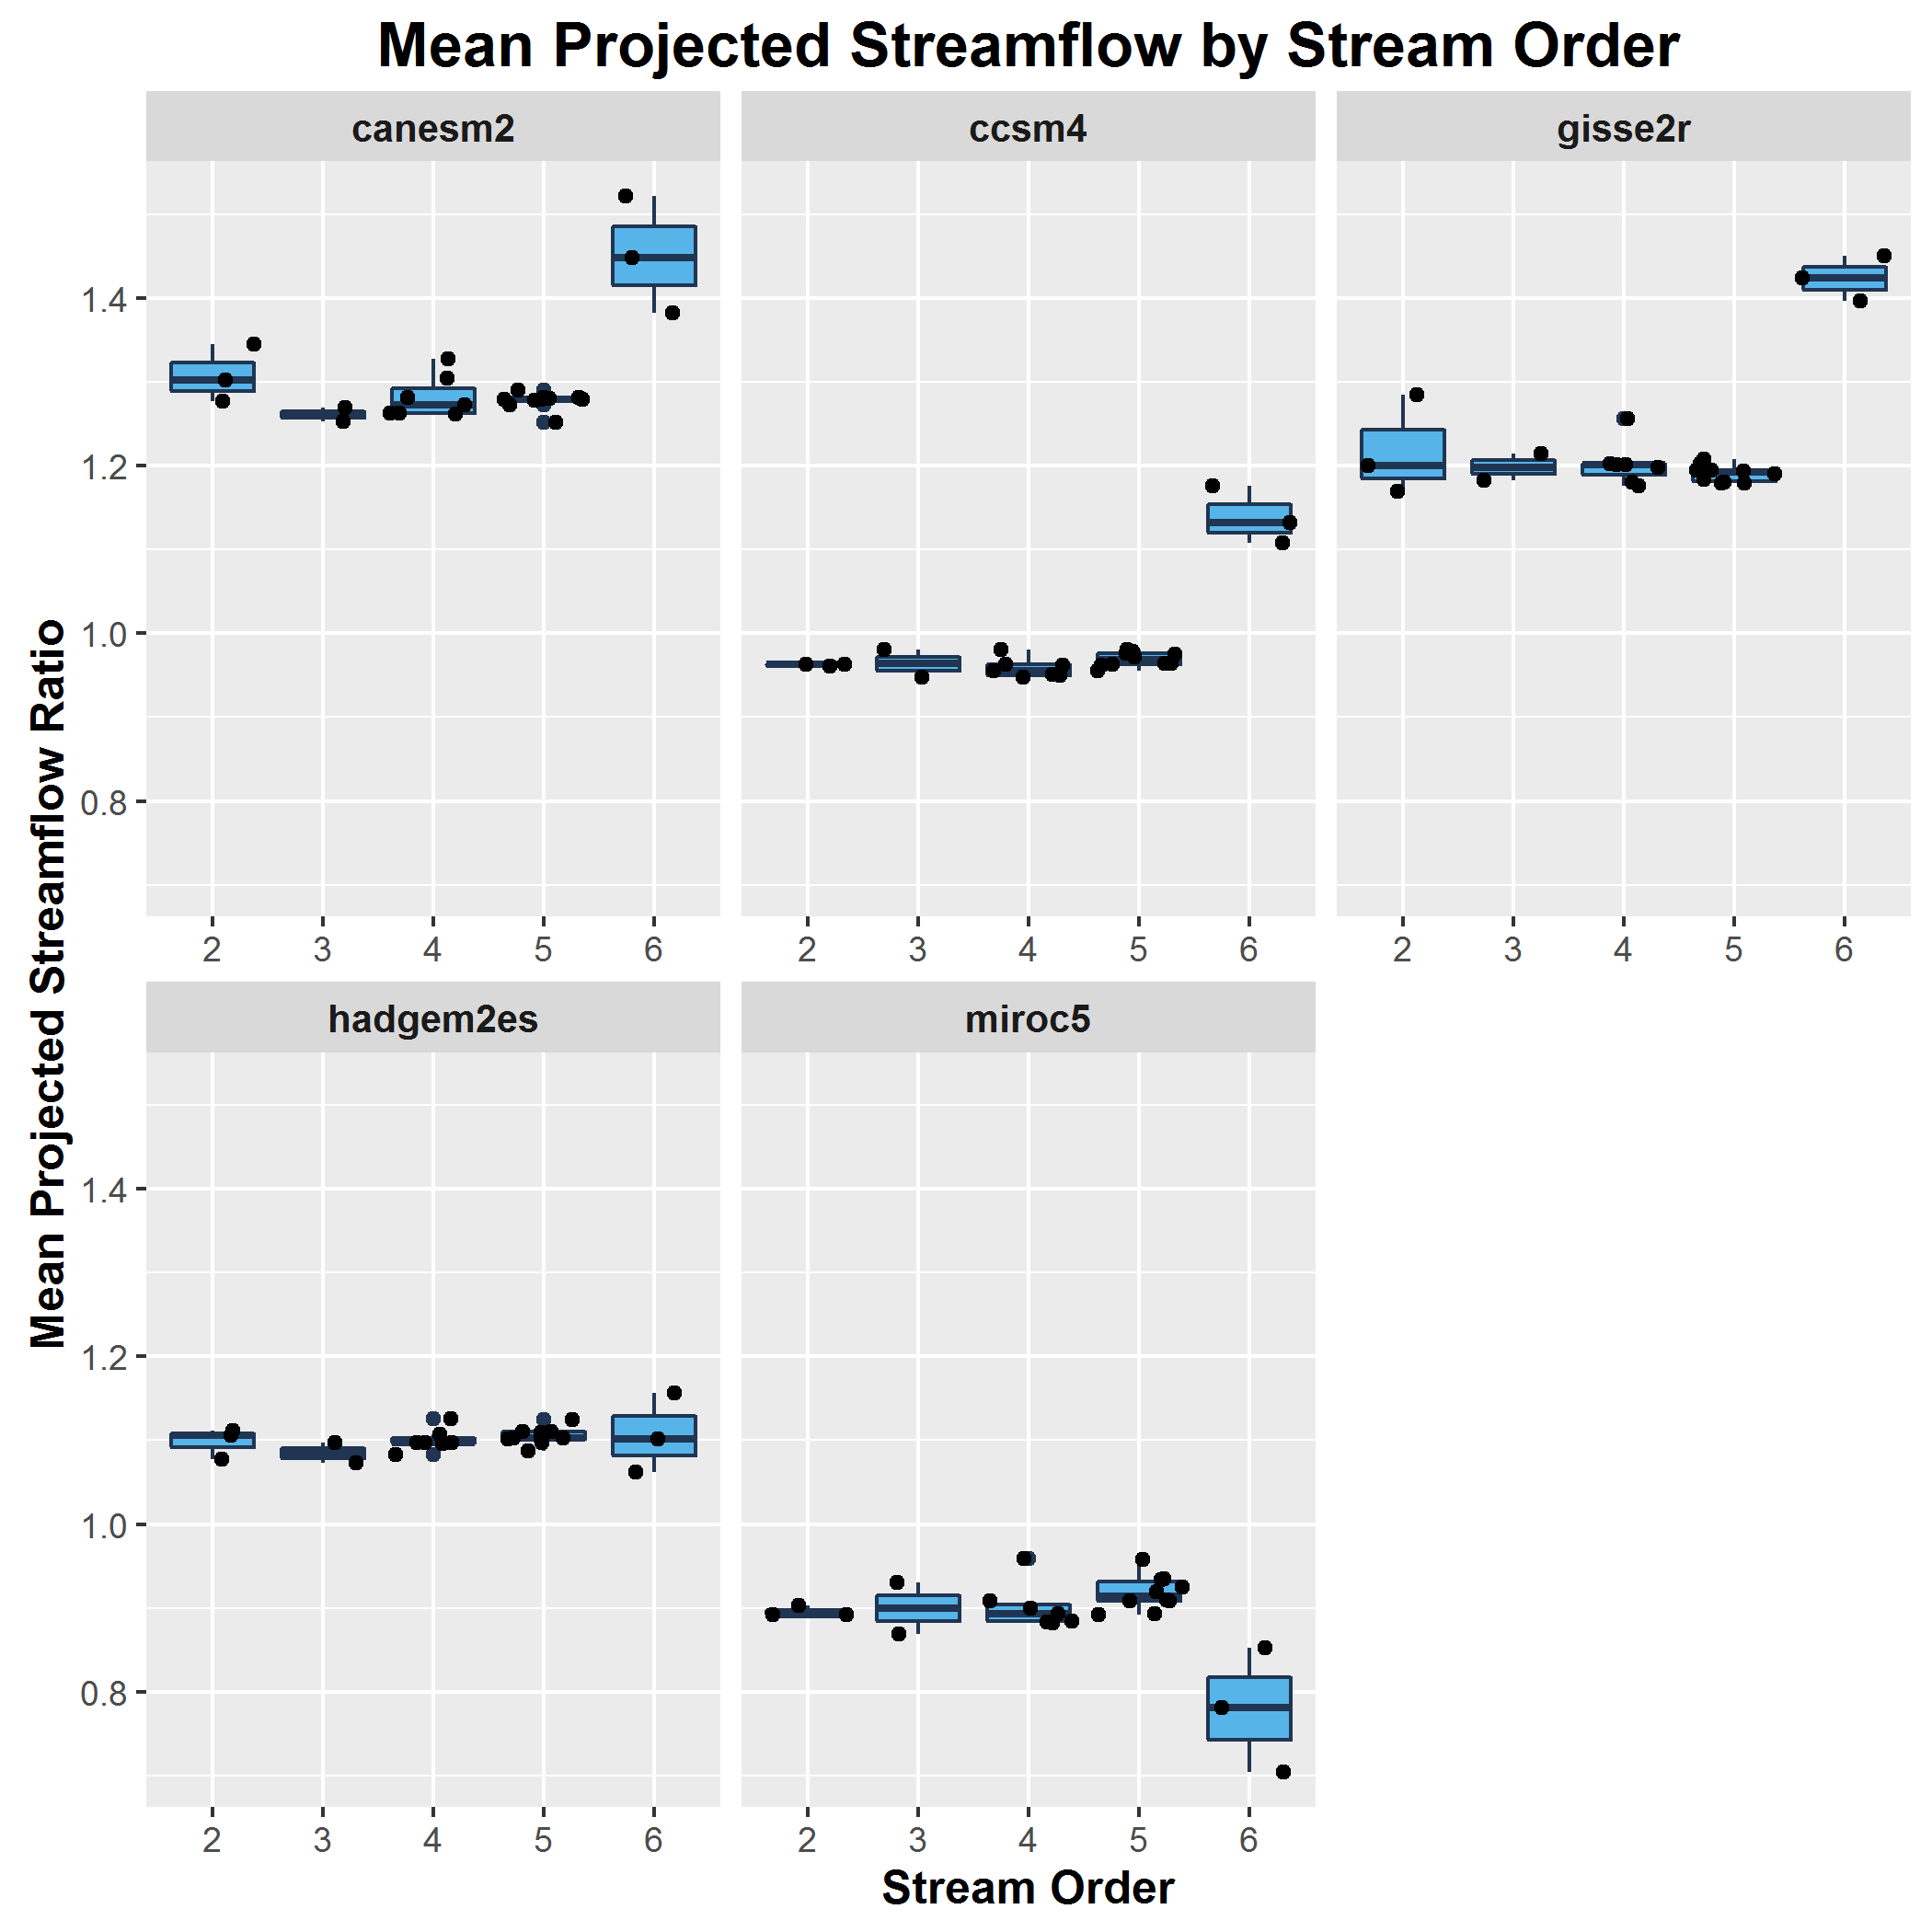 Mean Projected Streamflow by Stream Order
canesm2
ccsm4
gisse2r
1.4
1.2
1.0
0.8
2 3 4 5 6
2 3 4 5 6
2 3 4 5 6
Mean Projected Streamflow Ratio
hadgem2es
miroc5
1.4
1.2
1.0
0.8
2 3 4 5 6
2 3 4 5 6
Stream Order